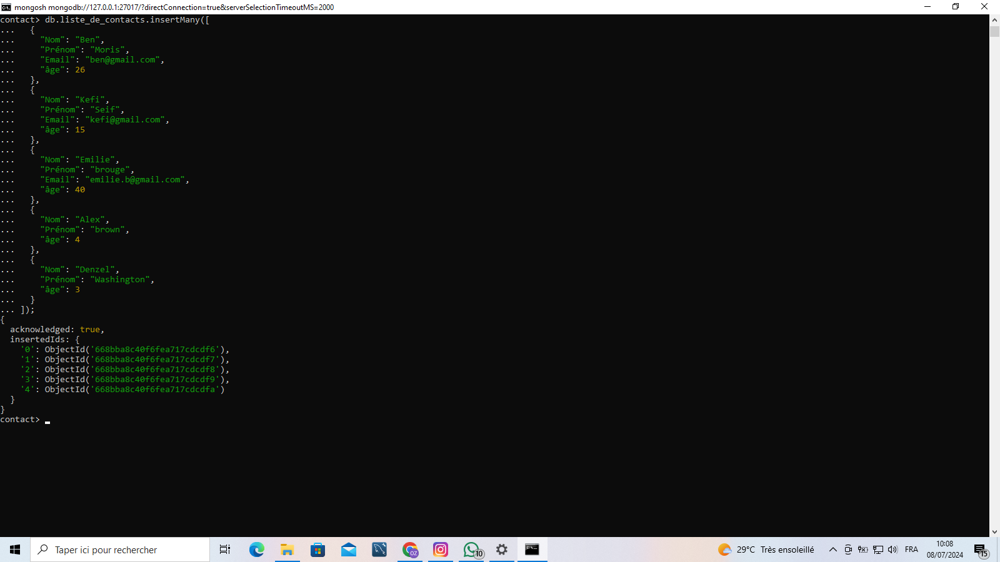 mongosh mongodb://127.0.0.1:27017/?directConnection=true&serverSelectionTimeoutMS=2000
contact> db.liste_de_contacts.insertMany([
...   {
...     "Nom": "Ben",
...     "Prénom": "Moris",
...     "Email": "ben@gmail.com",
...     "âge": 26
...   },
...   {
...     "Nom": "Kefi",
...     "Prénom": "Seif",
...     "Email": "kefi@gmail.com",
...     "âge": 15
...   },
...   {
...     "Nom": "Emilie",
...     "Prénom": "brouge",
...     "Email": "emilie.b@gmail.com",
...     "âge": 40
...   },
...   {
...     "Nom": "Alex",
...     "Prénom": "brown",
...     "âge": 4
...   },
...   {
...     "Nom": "Denzel",
...     "Prénom": "Washington",
...     "âge": 3
...   }
... ]);
{
  acknowledged: true,
  insertedIds: {
    '0': ObjectId('668bba8c40f6fea717cdcdf6'),
    '1': ObjectId('668bba8c40f6fea717cdcdf7'),
    '2': ObjectId('668bba8c40f6fea717cdcdf8'),
    '3': ObjectId('668bba8c40f6fea717cdcdf9'),
    '4': ObjectId('668bba8c40f6fea717cdcdfa')
  }
}
contact>
Taper ici pour rechercher
OZ
10
29°C Très ensoleillé
FRA
10:08
08/07/2024
15